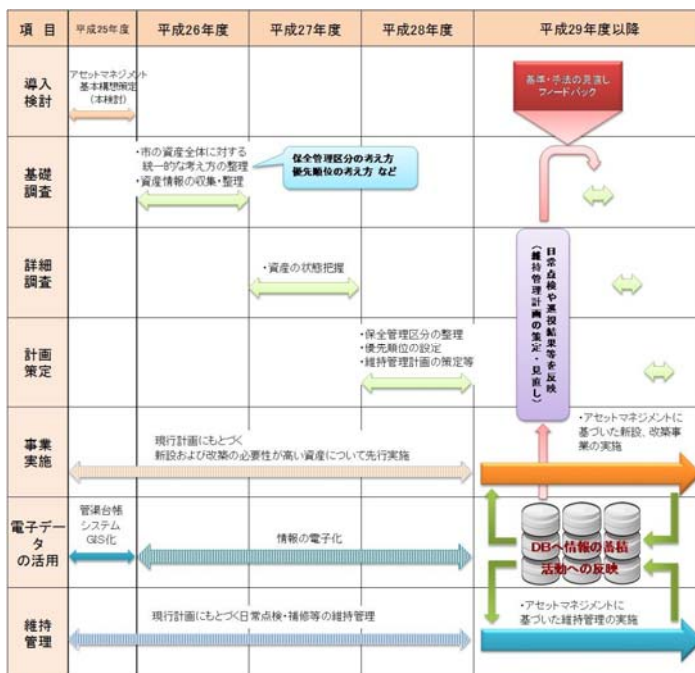 項 目
平成25年度
平成26年度
平成27年度
平成28年度
平成29年度以降
導入
検討
アセットマネジメント
基本構想策定
(本検討)
基準・手法の見直し
フィードバック
基礎
調査
・市の資産全体に対する
統一的な考え方の整理
・資産情報の収集・整理
保全管理区分の考え方
優先順位の考え方 など
詳細
調査
・資産の状態把握
日常点検や巡視結果等を反映
(維持管理計画の策定・見直し)
計画
策定
・保全管理区分の整理
・優先順位の設定
・維持管理計画の策定等
事業
実施
現行計画にもとづく
新設および改築の必要性が高い資産について先行実施
・アセットマネジメントに
基づいた新設、改築事
業の実施
電子デー
タ
の活用
管渠台帳
システム
GIS化
情報の電子化
DBへ情報の蓄積
活動への反映
維持
管理
現行計画にもとづく日常点検・補修等の維持管理
・アセットマネジメントに
基づいた維持管理の実施